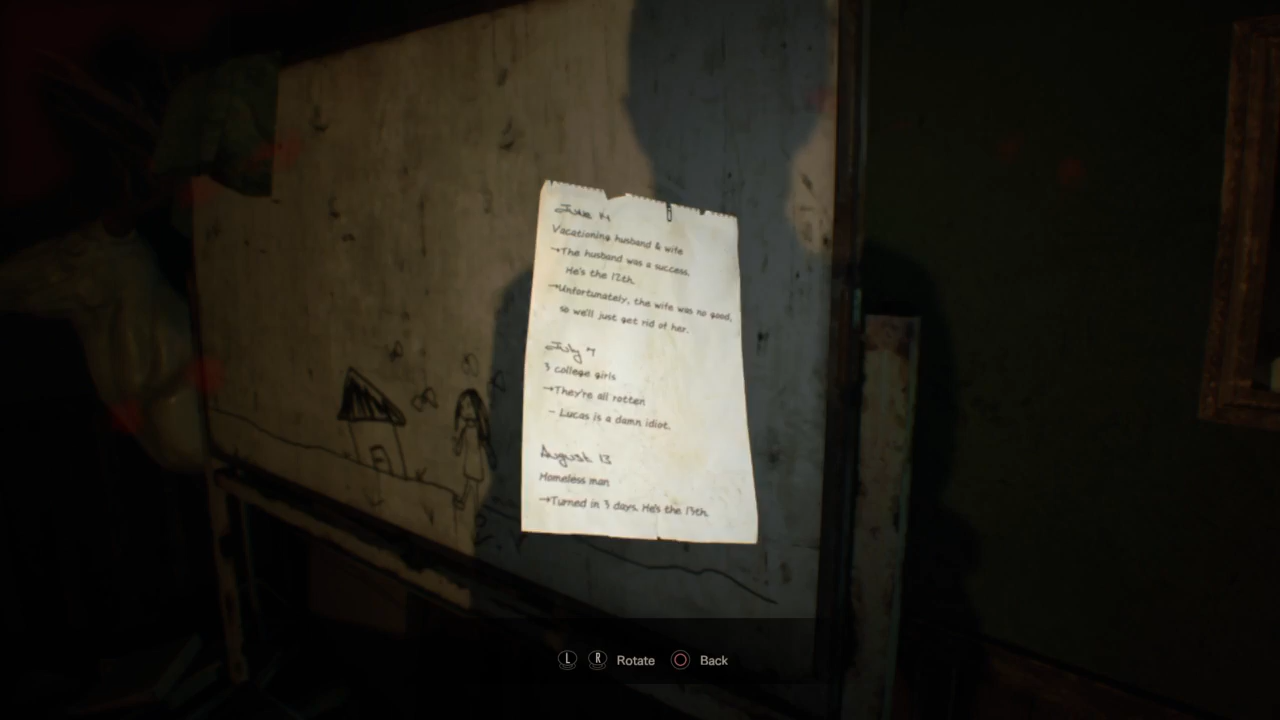 June 14
Vacationing husband & wife
→The husband was a success.
He's the 12th.
→Unfortunately, the wife was no good,
so we'll just get rid of her.
July 7
3 college girls
→They're all rotten
- Lucas is a damn idiot.
August 13
Homeless man
→Turned in 3 days. He's the 13th.
L R Rotate Back